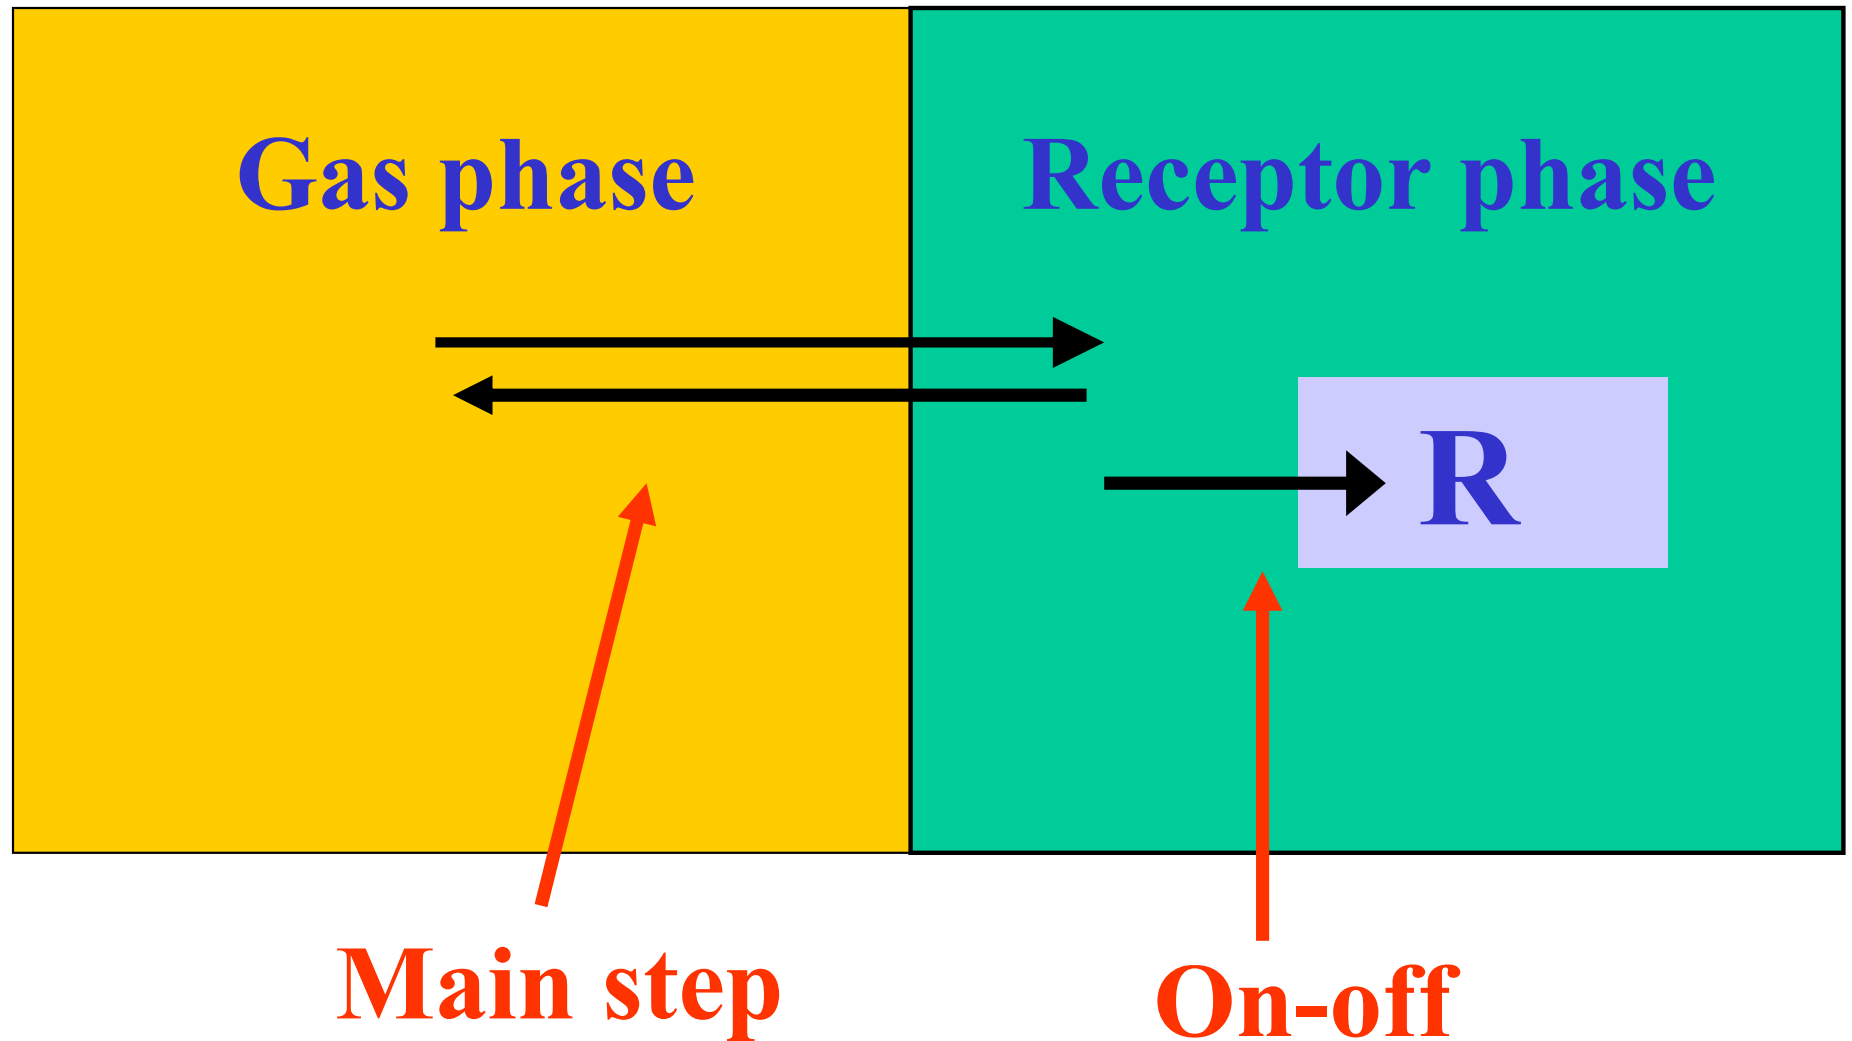 Gas phase
Receptor phase
R
Main step
On-off